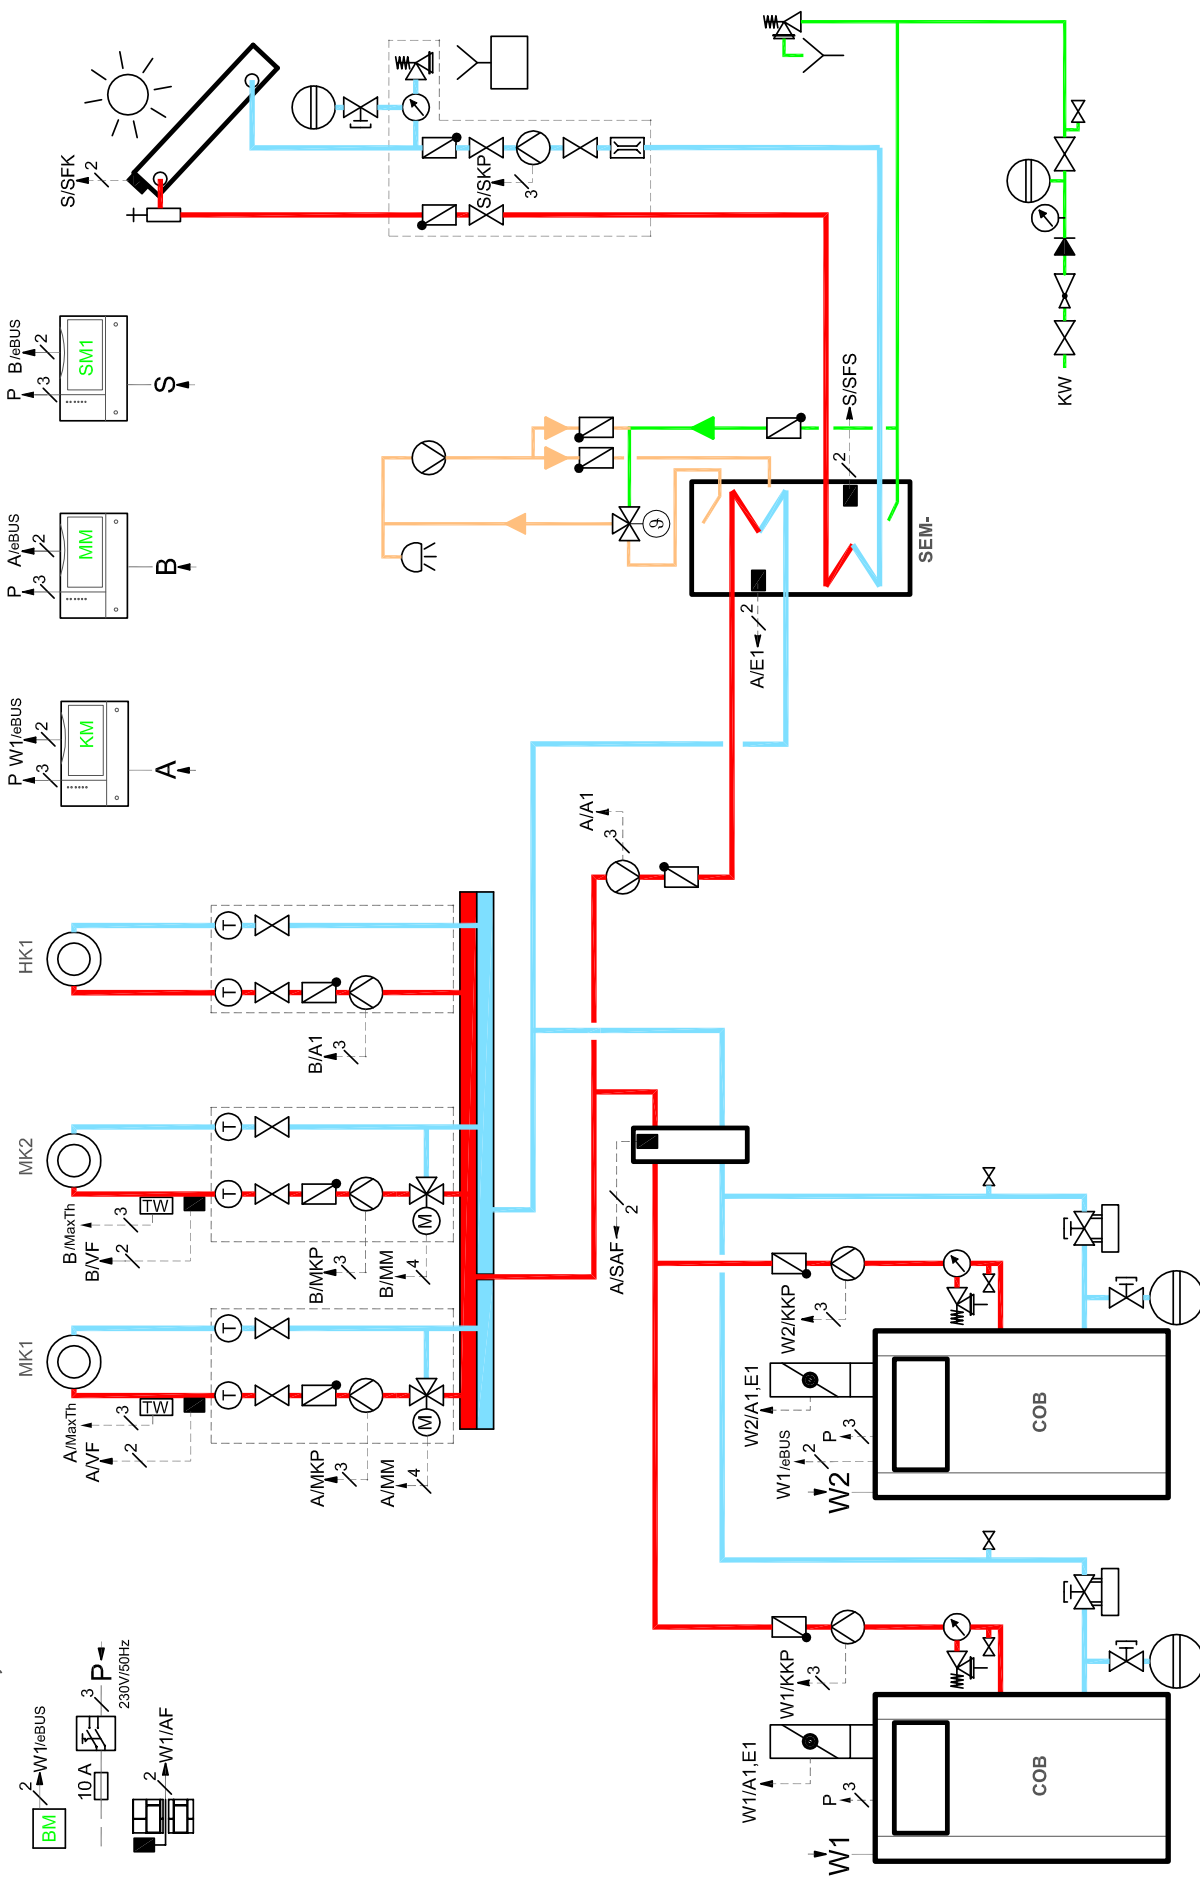 S/SFK
2
S/SKP
3
KW
P
B/eBUS
3
2
SM1
S
S/SFS
2
P
A/eBUS
3
2
MM
B
ϑ
SEM-
A/E1
2
P
W1/eBUS
3
2
KM
A
A/A1
3
HK1
T
T
B/A1
3
MK2
T
T
TW
B/MaxTh
3
B/VF
2
B/MKP
3
B/MM
4
M
A/SAF
2
MK1
T
T
TW
A/MaxTh
3
A/VF
2
A/MKP
3
A/MM
4
M
W2/KKP
3
W2/A1,E1
P
3
W1/eBUS
2
W2
COB
W1/KKP
3
W1/A1,E1
P
3
W1
COB
BM
2
W1/eBUS
10 A
3
P
230V/50Hz
2
W1/AF